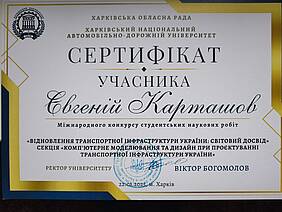 ХАРКІВСЬКА ОБЛАСНА РАДА
ХАРКІВСЬКИЙ НАЦІОНАЛЬНИЙ
АВТОМОБІЛЬНО-ДОРОЖНІЙ УНІВЕРСИТЕТ
СЕРТИФІКАТ
УЧАСНИКА
Євгеній Карташов
Міжнародного конкурсу студентських наукових робіт
«ВІДНОВЛЕННЯ ТРАНСПОРТНОЇ ІНФРАСТРУКТУРИ УКРАЇНИ: СВІТОВИЙ ДОСВІД»
СЕКЦІЯ «КОМП'ЮТЕРНЕ МОДЕЛЮВАННЯ ТА ДИЗАЙН ПРИ ПРОЄКТУВАННІ
ТРАНСПОРТНОЇ ІНФРАСТРУКТУРИ УКРАЇНИ»
РЕКТОР УНІВЕРСИТЕТУ ВІКТОР БОГОМОЛОВ
м. Харків